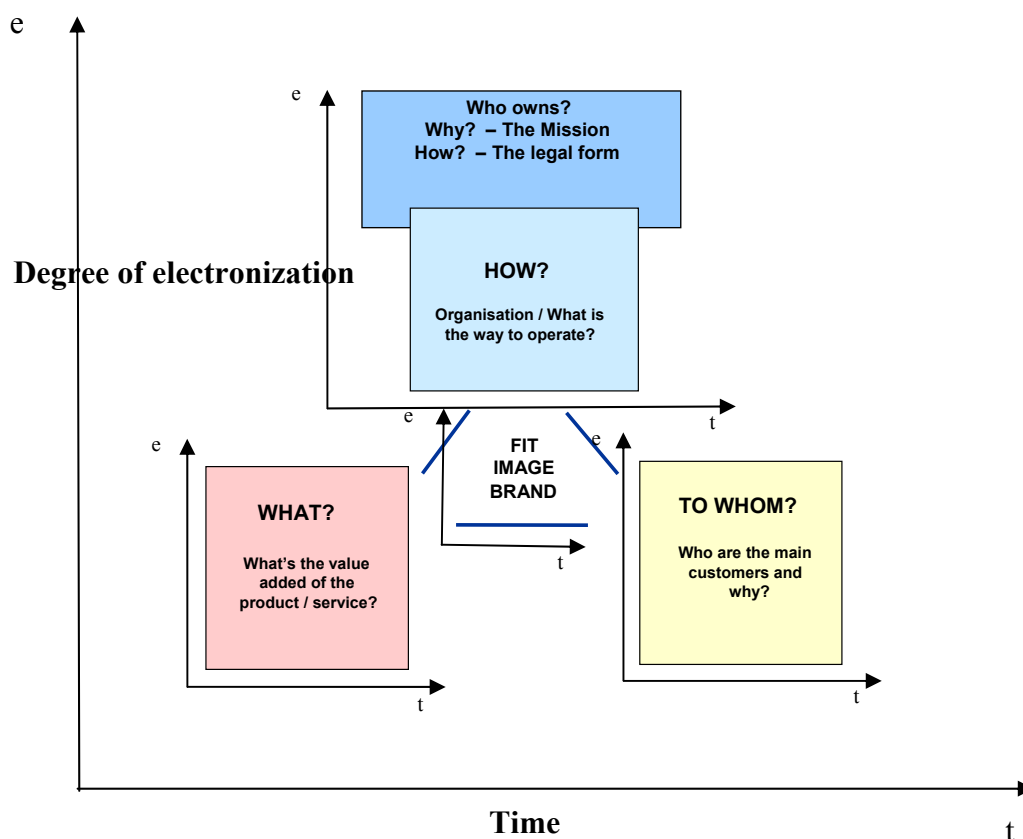 e
e
Who owns?
Why? – The Mission
How? – The legal form
Degree of electronization
HOW?
Organisation / What is
the way to operate?
t
e
e
e
FIT
IMAGE
BRAND
WHAT?
What's the value
added of the
product / service?
t
TO WHOM?
Who are the main
customers and
why?
t
t
Time
t